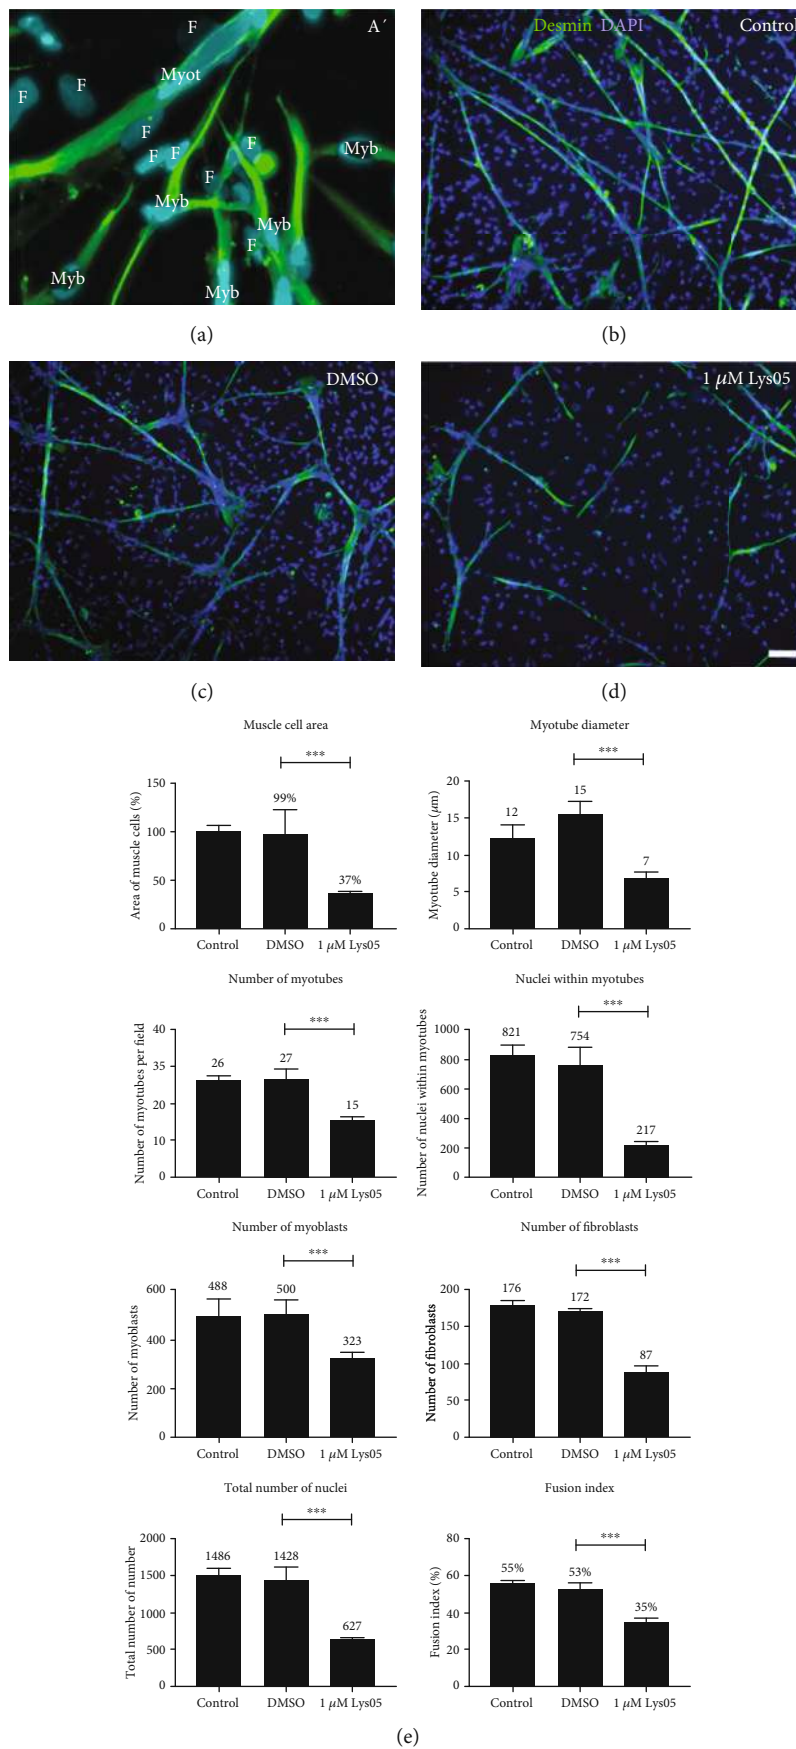 F
A´
Myot
F
F
F
F
F
F
F
Myb
Myb
Myb
F
Myb
Myb
(a)
Desmin DAPI
Control
(b)
DMSO
(c)
1 μM Lys05
(d)
Muscle cell area
***
Area of muscle cells (%)
150
100
50
0
99%
37%
Control DMSO 1 μM Lys05
Myotube diameter
***
Myotube diameter (μm)
20
15
10
5
0
12
15
7
Control DMSO 1 μM Lys05
Number of myotubes
***
Number of myotubes per field
40
35
20
10
0
26
27
15
Control DMSO 1 μM Lys05
Nuclei within myotubes
***
Number of nuclei within myotubes
1000
800
600
400
200
0
821
754
217
Control DMSO 1 μM Lys05
Number of myoblasts
***
Number of myoblasts
600
400
200
0
488
500
323
Control DMSO 1 μM Lys05
Number of fibroblasts
***
Number of fibroblasts
200
150
100
50
0
176
172
87
Control DMSO 1 μM Lys05
Total number of nuclei
***
Total number of number
2000
1500
1000
500
0
1486
1428
627
Control DMSO 1 μM Lys05
Fusion index
***
Fusion index (%)
80
60
40
20
0
55%
53%
35%
Control DMSO 1 μM Lys05
(e)